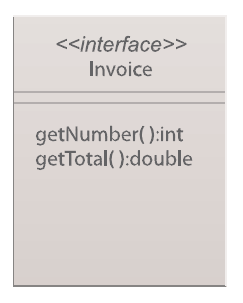 <<interface>>
Invoice
getNumber( ):int
getTotal( ):double